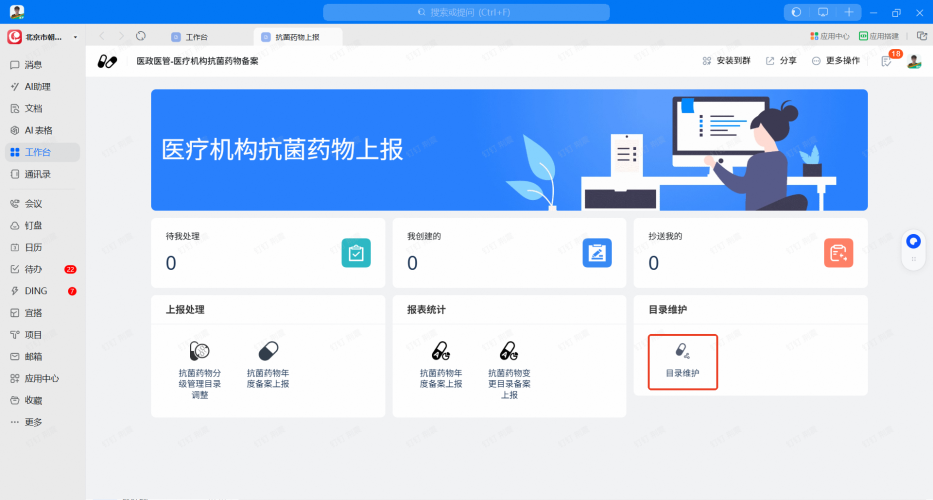 搜索或提问 (Ctrl+F)
北京市朝...
工作台
抗菌药物上报
应用中心
应用搭建
消息
AI助理
文档
AI 表格
工作台
通讯录
会议
钉盘
日历
待办
22
DING
7
宜搭
项目
邮箱
应用中心
收藏
更多
医政医管-医疗机构抗菌药物备案
安装到群
分享
更多操作
18
医疗机构抗菌药物上报
待我处理
0
我创建的
0
抄送我的
0
上报处理
抗菌药物分
级管理目录
调整
抗菌药物年
度备案上报
报表统计
抗菌药物年
度备案上报
抗菌药物变
更目录备案
上报
目录维护
目录维护